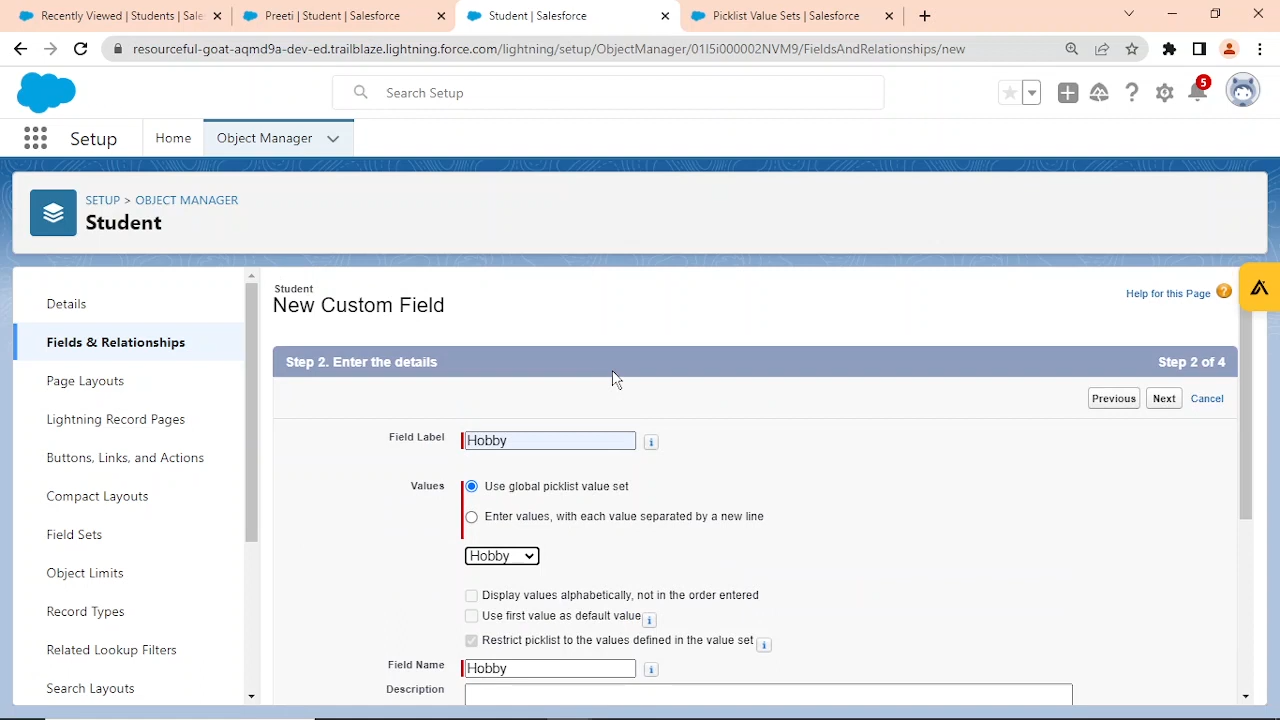 Recently Viewed | Students | Sale
Preeti | Student | Salesforce
Student | Salesforce
Picklist Value Sets | Salesforce
resourceful-goat-aqmd9a-dev-ed.trailblaze.lightning.force.com/lightning/setup/ObjectManager/01I5i000002NVM9/FieldsAndRelationships/new
Search Setup
5
Setup
Home
Object Manager
SETUP > OBJECT MANAGER
Student
Details
Fields & Relationships
Page Layouts
Lightning Record Pages
Buttons, Links, and Actions
Compact Layouts
Field Sets
Object Limits
Record Types
Related Lookup Filters
Search Layouts
Student
New Custom Field
Help for this Page ?
Step 2. Enter the details
Step 2 of 4
Previous
Next
Cancel
Field Label
Hobby
i
Values
Use global picklist value set
Enter values, with each value separated by a new line
Hobby
Display values alphabetically, not in the order entered
Use first value as default value i
Restrict picklist to the values defined in the value set i
Field Name
Hobby
i
Description